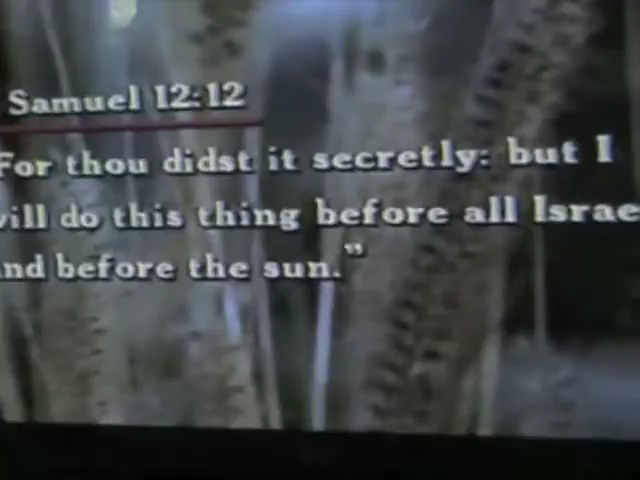 Samuel 12:12
For thou didst it secretly: but I
will do this thing before all Israe
and before the sun."